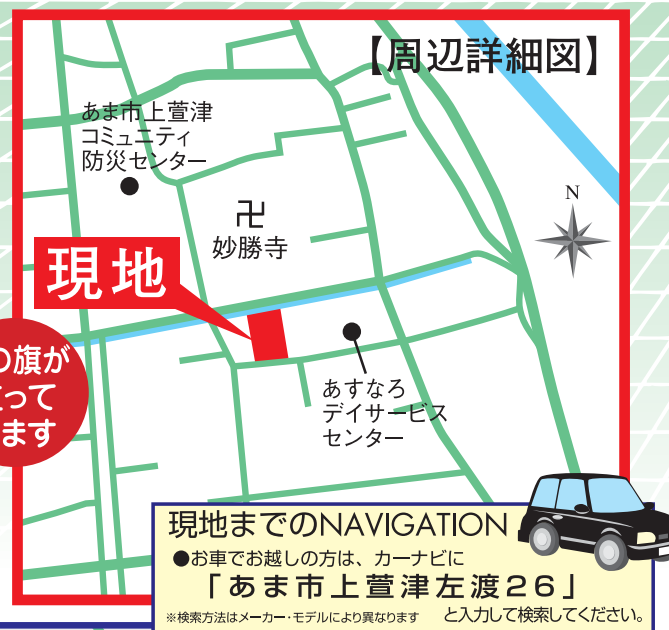 【周辺詳細図】
あま市上萱津
コミュニティ
防災センター
卍
妙勝寺
N
現地
の旗が
立って
ます
あすなろ
デイサービス
センター
現地までのNAVIGATION
●お車でお越しの方は、カーナビに
「あま市上萱津左渡26」
※検索方法はメーカー・モデルにより異なります と入力して検索してください。